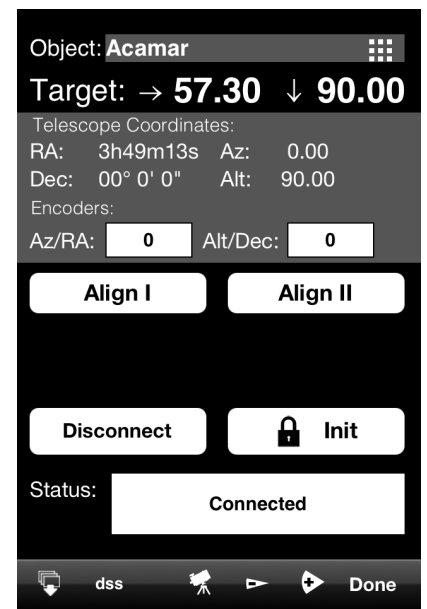 Object: Acamar
Target: → 57.30 ↓ 90.00
Telescope Coordinates:
RA: 3h49m13s Az: 0.00
Dec: 00° 0' 0" Alt: 90.00
Encoders:
Az/RA: 0 Alt/Dec: 0
Align I Align II
Disconnect Init
Status: Connected
dss Done